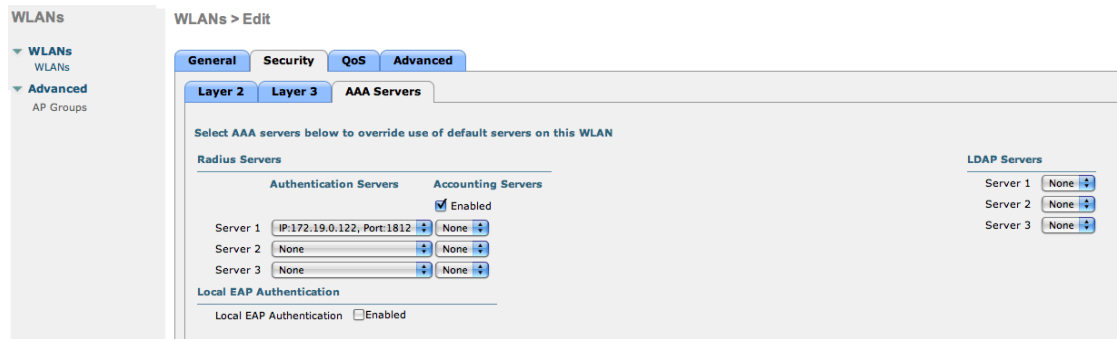 WLANs
WLANs
WLANs
Advanced
AP Groups
WLANs > Edit
General Security QoS Advanced
Layer 2 Layer 3 AAA Servers
Select AAA servers below to override use of default servers on this WLAN
Radius Servers
Authentication Servers Accounting Servers
Enabled
Server 1 IP:172.19.0.122, Port:1812 None
Server 2 None None
Server 3 None None
Local EAP Authentication
Local EAP Authentication Enabled
LDAP Servers
Server 1 None
Server 2 None
Server 3 None